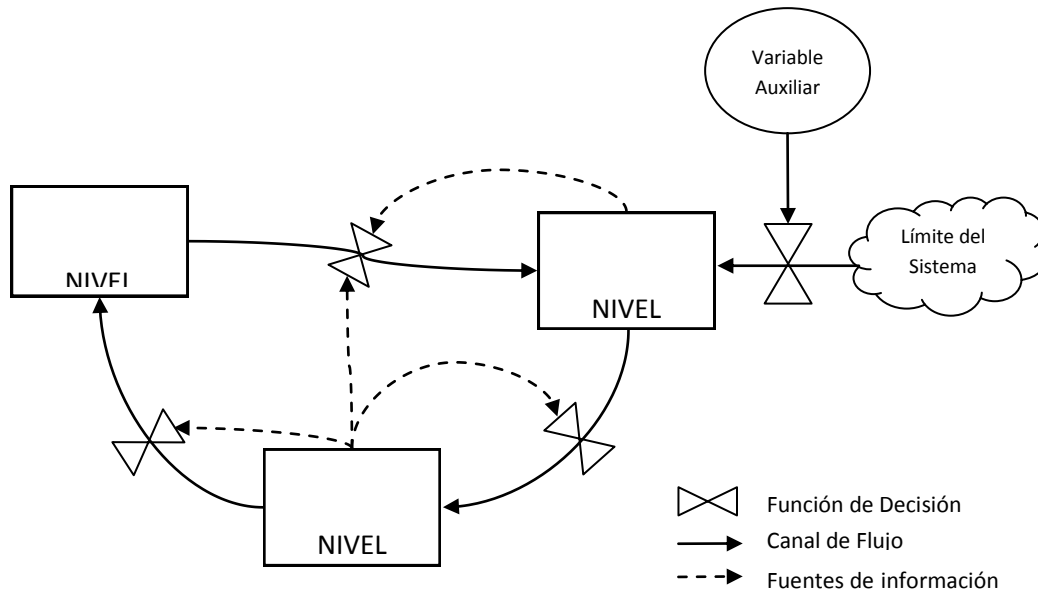 Variable
Auxiliar
Límite del
Sistema
NIVEL
NIVEL
NIVEL
Función de Decisión
Canal de Flujo
Fuentes de información